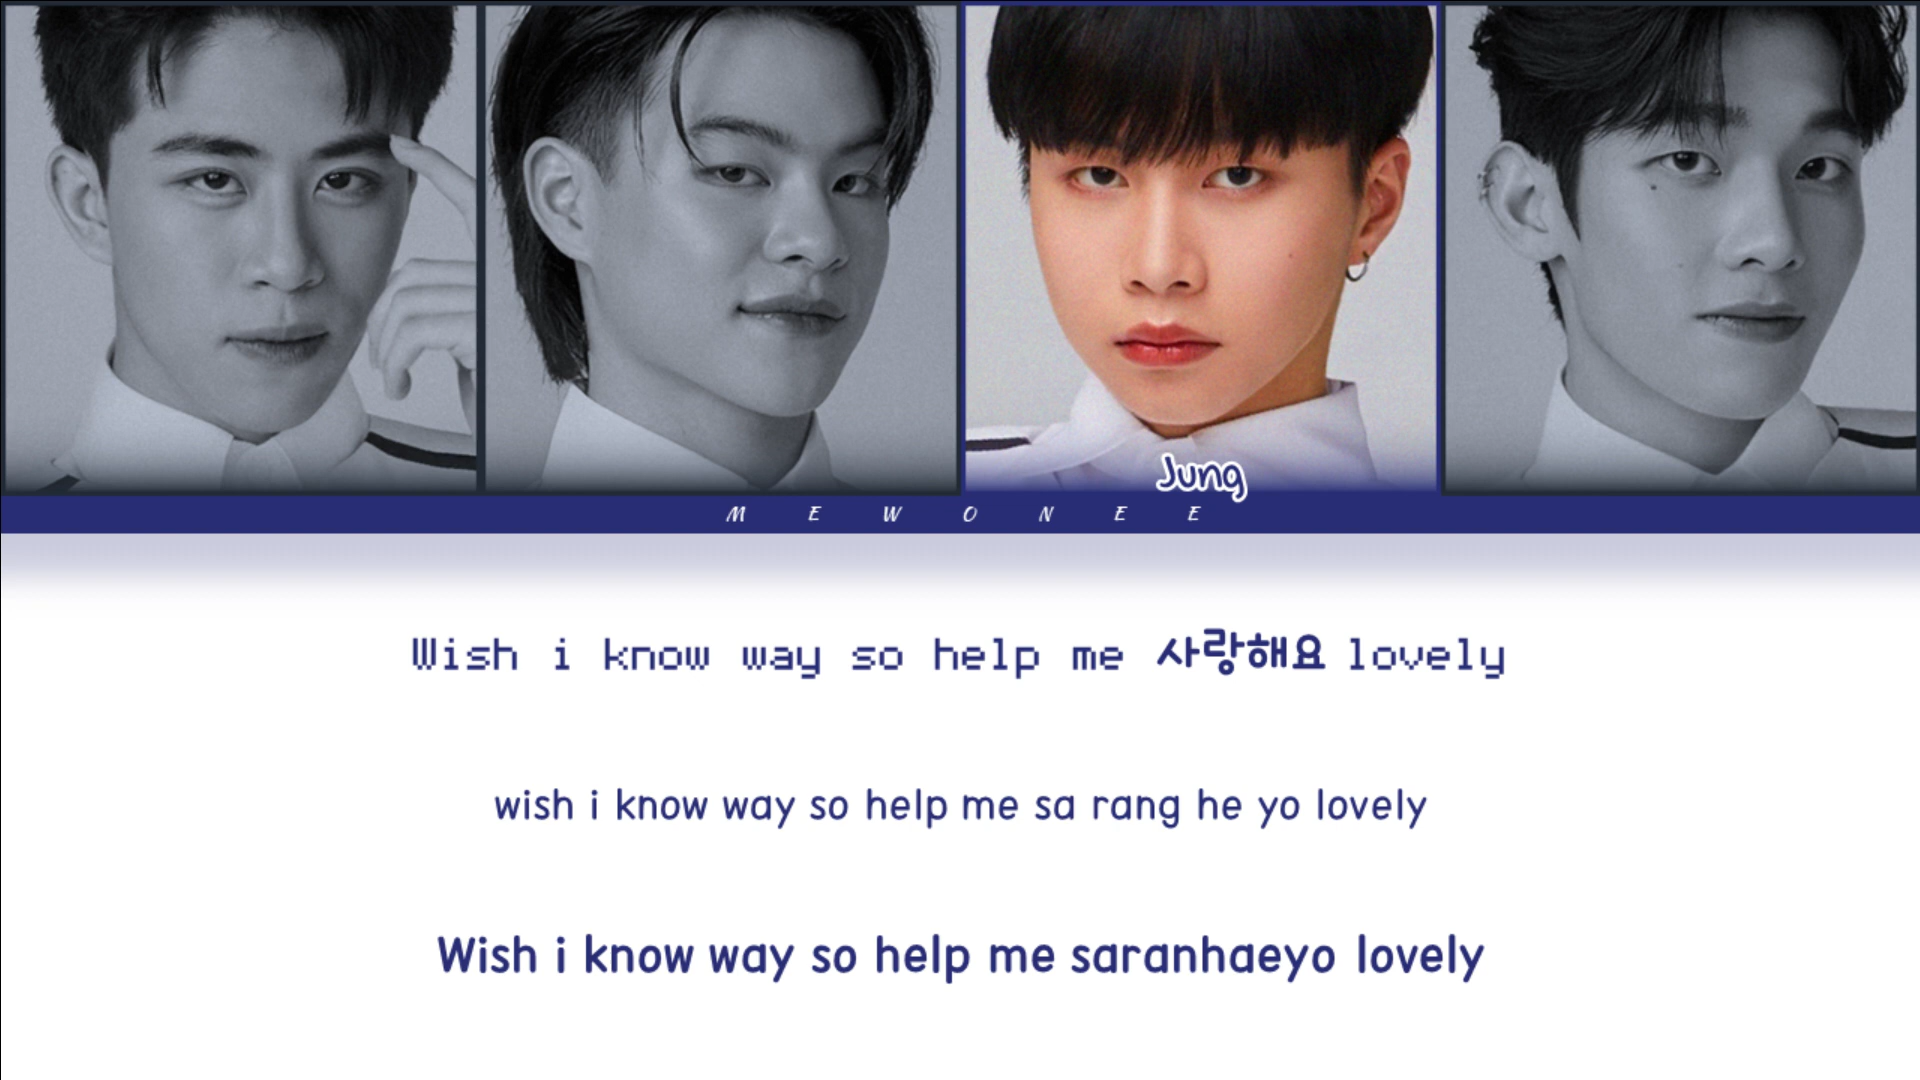 Jung
M E W O N E E
Wish i know way so help me 사랑해요 lovely
wish i know way so help me sa rang he yo lovely
Wish i know way so help me saranhaeyo lovely